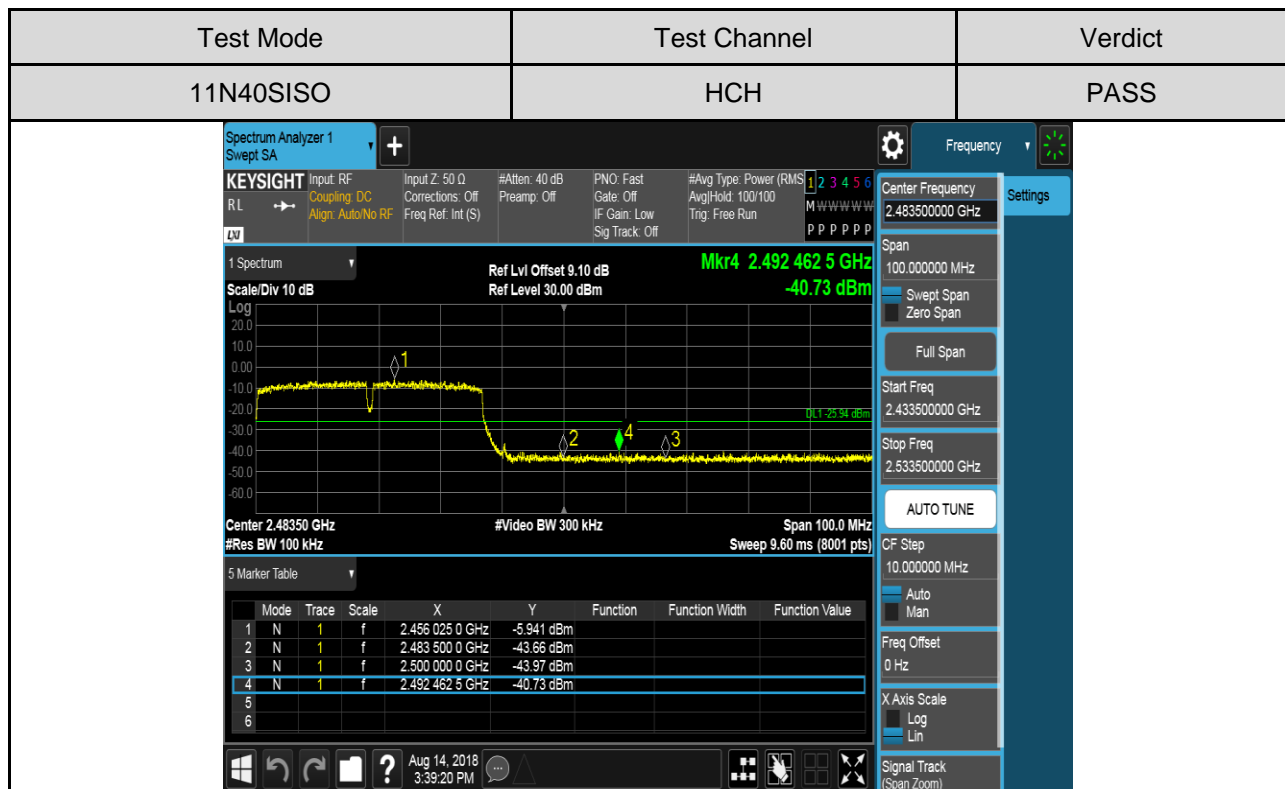 Test Mode Test Channel Verdict
11N40SISO HCH PASS
Spectrum Analyzer 1
Swept SA
+
Frequency
KEYSIGHT
RL
LXI
Input: RF
Coupling: DC
Align: Auto/No RF
Input Z: 50 Ω
Corrections: Off
Freq Ref: Int (S)
#Atten: 40 dB
Preamp: Off
PNO: Fast
Gate: Off
IF Gain: Low
Sig Track: Off
#Avg Type: Power (RMS
Avg|Hold: 100/100
Trig: Free Run
1 2 3 4 5 6
M W W W W W
P P P P P P
1 Spectrum
Scale/Div 10 dB
Ref Lvl Offset 9.10 dB
Ref Level 30.00 dBm
Mkr4 2.492 462 5 GHz
-40.73 dBm
Log
20.0
10.0
0.00
-10.0
-20.0
-30.0
-40.0
-50.0
-60.0
1
2
4
3
DL1 -25.94 dBm
Center 2.48350 GHz
#Res BW 100 kHz
#Video BW 300 kHz
Span 100.0 MHz
Sweep 9.60 ms (8001 pts)
5 Marker Table
Mode Trace Scale X Y Function Function Width Function Value
1 N 1 f 2.456 025 0 GHz -5.941 dBm
2 N 1 f 2.483 500 0 GHz -43.66 dBm
3 N 1 f 2.500 000 0 GHz -43.97 dBm
4 N 1 f 2.492 462 5 GHz -40.73 dBm
5
6
?
Aug 14, 2018
3:39:20 PM
Center Frequency
2.483500000 GHz
Settings
Span
100.000000 MHz
Swept Span
Zero Span
Full Span
Start Freq
2.433500000 GHz
Stop Freq
2.533500000 GHz
AUTO TUNE
CF Step
10.000000 MHz
Auto
Man
Freq Offset
0 Hz
X Axis Scale
Log
Lin
Signal Track
(Span Zoom)